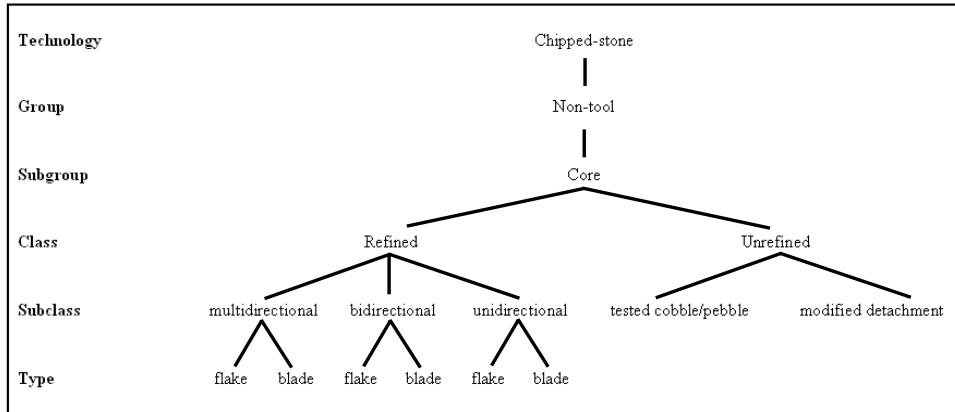 Technology Chipped-stone
Group Non-tool
Subgroup Core
Class Refined Unrefined
Subclass multidirectional bidirectional unidirectional tested cobble/pebble modified detachment
Type flake blade flake blade flake blade